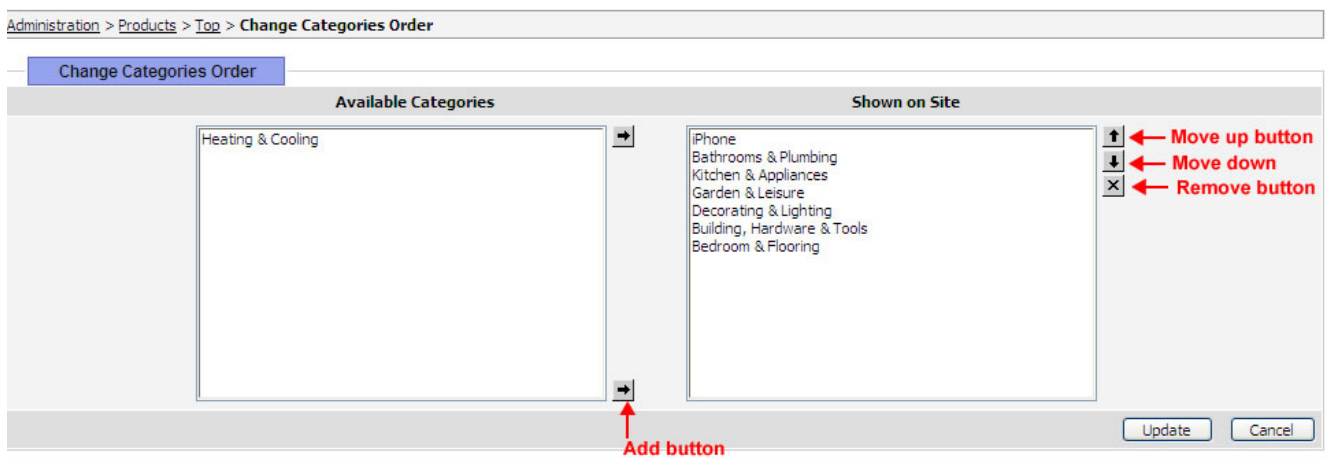 Administration > Products > Top > Change Categories Order
Change Categories Order
Available Categories
Shown on Site
Heating & Cooling
iPhone
Bathrooms & Plumbing
Kitchen & Appliances
Garden & Leisure
Decorating & Lighting
Building, Hardware & Tools
Bedroom & Flooring
Move up button
Move down
Remove button
Update
Cancel
Add button